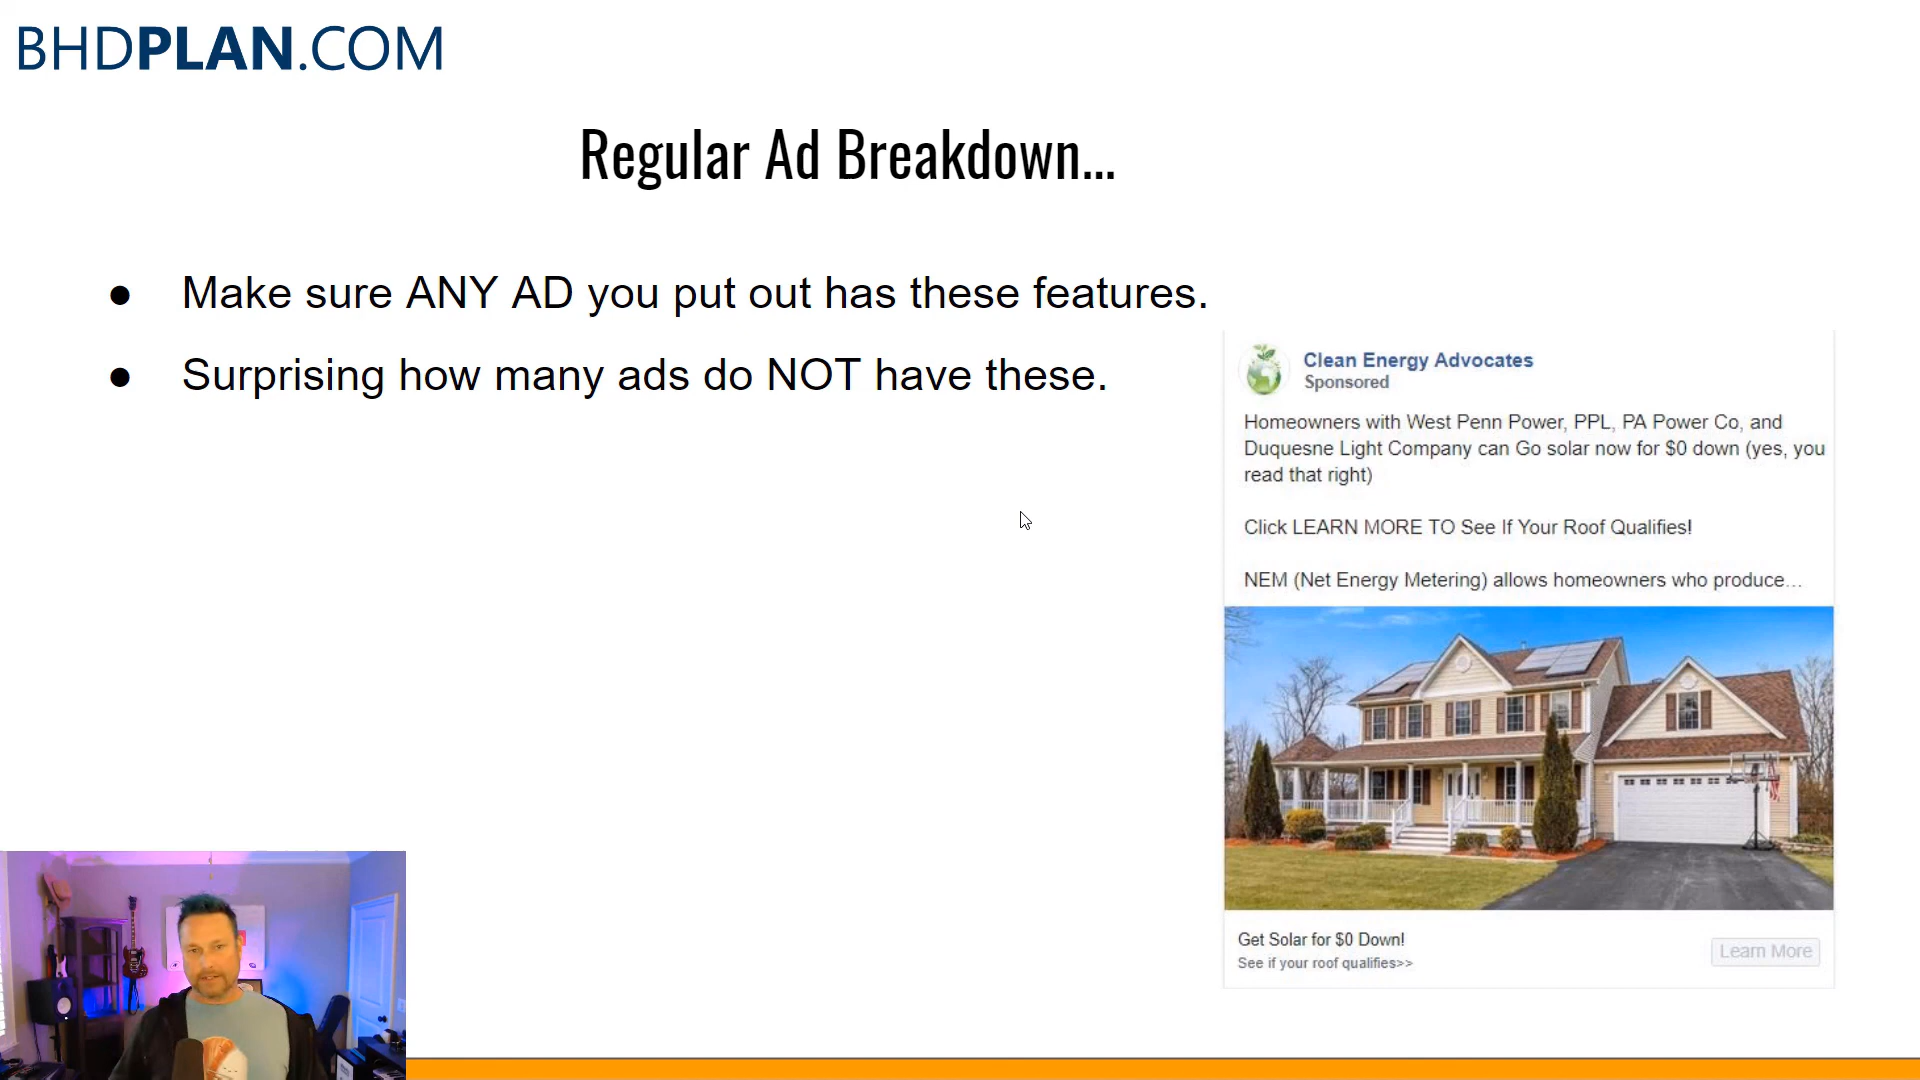 BHDPLAN.COM
Regular Ad Breakdown...
● Make sure ANY AD you put out has these features.
● Surprising how many ads do NOT have these.
Clean Energy Advocates
Sponsored
Homeowners with West Penn Power, PPL, PA Power Co, and
Duquesne Light Company can Go solar now for $0 down (yes, you
read that right)
Click LEARN MORE TO See If Your Roof Qualifies!
NEM (Net Energy Metering) allows homeowners who produce...
Get Solar for $0 Down!
See if your roof qualifies>>
Learn More